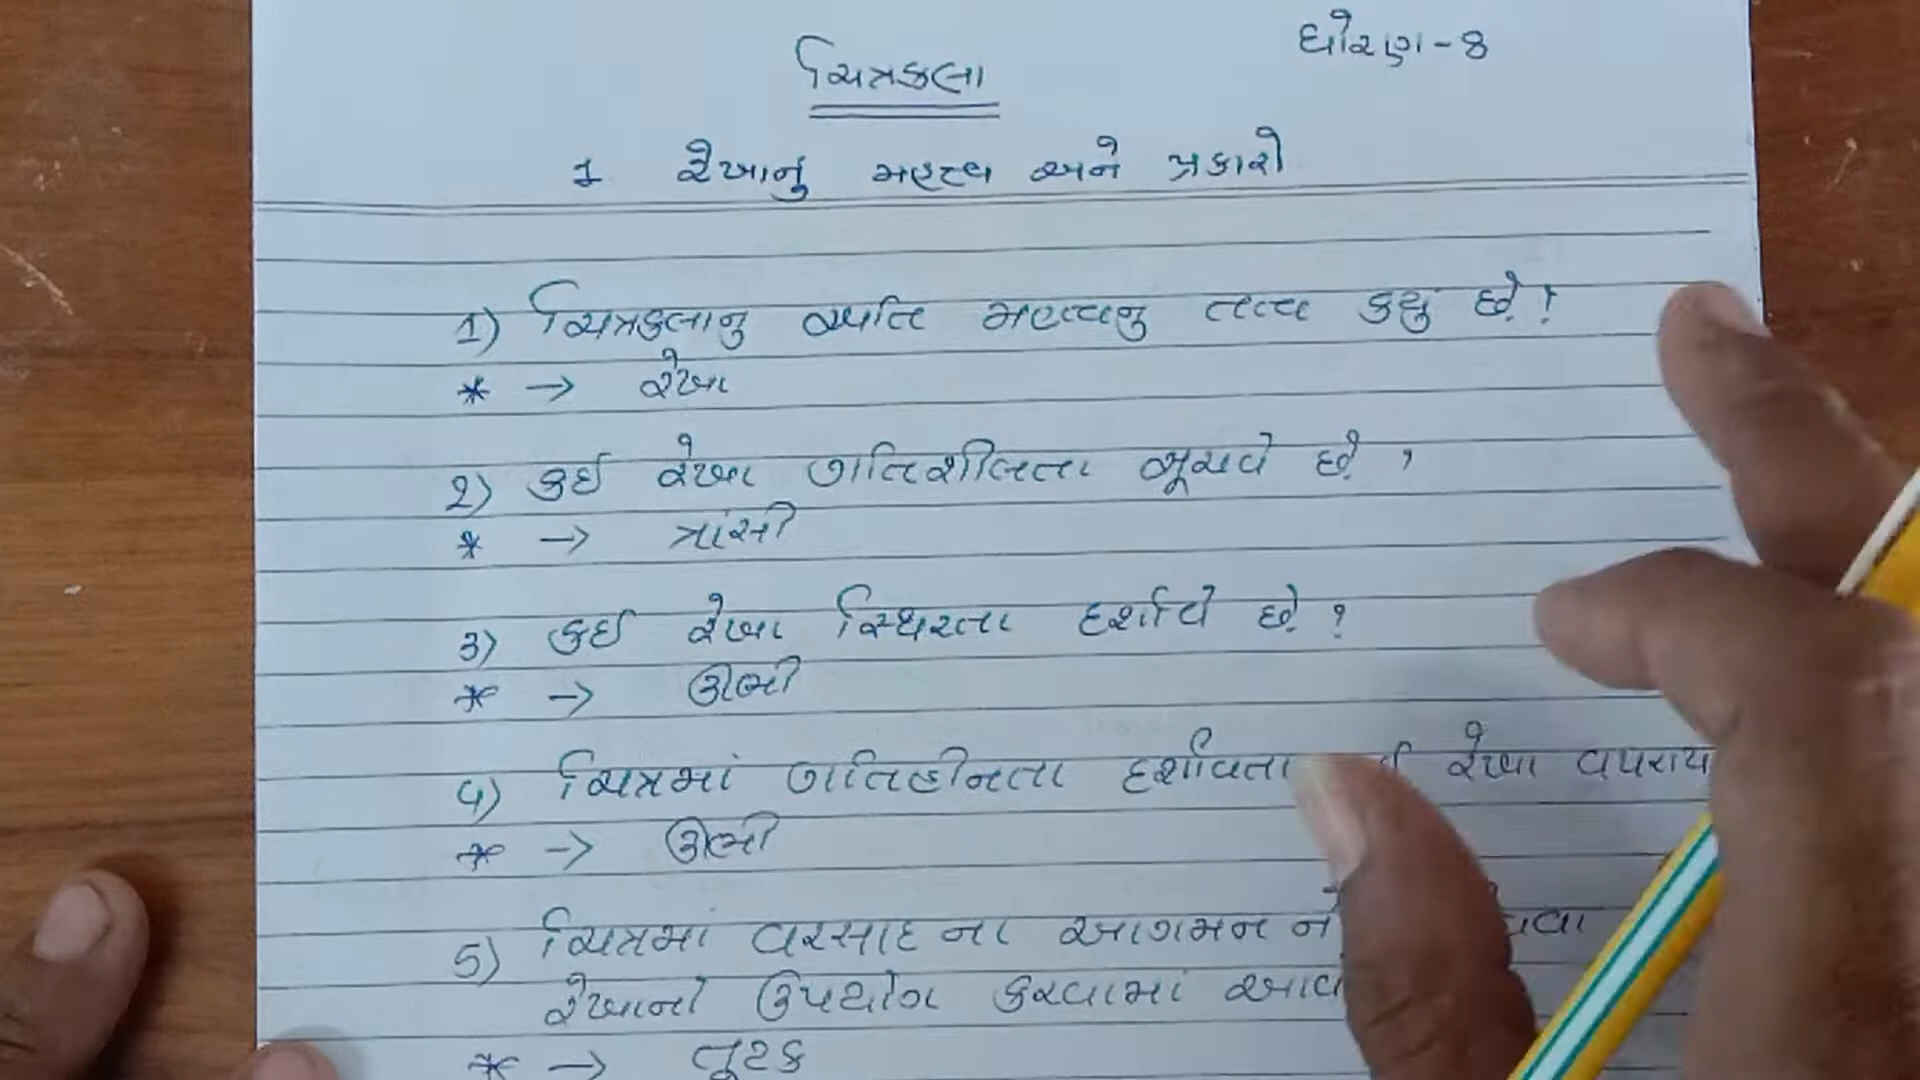 ધોરણ-8
ચિત્રકલા
1 રેખાનું મહત્વ અને પ્રકારો
1) ચિત્રકલાનુ અતિ મહત્વનુ તત્વ કયું છે?
* → રેખા
2) કઈ રેખા ગતિશીલતા સૂચવે છે ?
* → ત્રાંસી
3) કઈ રેખા સ્થિરતા દર્શાવે છે ?
* → ઊભી
4) ચિત્રમાં ગતિહીનતા દર્શાવતા રેખા વપરાય
* → ઊભી
5) ચિત્રમાં વરસાદ ના આગમન ને
રેખાનો ઉપયોગ કરવામાં
* → તૂટક